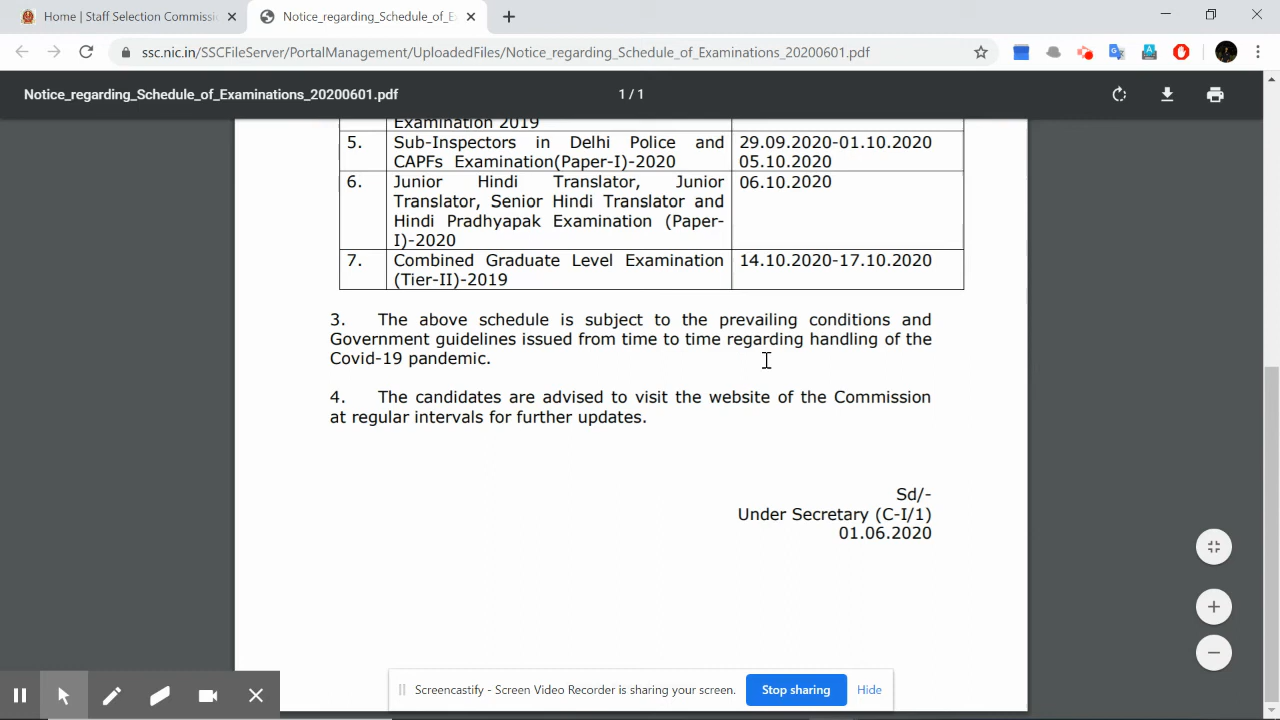 Home | Staff Selection Commissi
Notice_regarding_Schedule_of_E
ssc.nic.in/SSCFileServer/PortalManagement/UploadedFiles/Notice_regarding_Schedule_of_Examinations_20200601.pdf
Notice_regarding_Schedule_of_Examinations_20200601.pdf
1 / 1
Examination 2019
5. Sub-Inspectors in Delhi Police and 29.09.2020-01.10.2020
CAPFs Examination(Paper-I)-2020 05.10.2020
6. Junior Hindi Translator, Junior 06.10.2020
Translator, Senior Hindi Translator and
Hindi Pradhyapak Examination (Paper-
I)-2020
7. Combined Graduate Level Examination 14.10.2020-17.10.2020
(Tier-II)-2019
3. The above schedule is subject to the prevailing conditions and
Government guidelines issued from time to time regarding handling of the
Covid-19 pandemic.
4. The candidates are advised to visit the website of the Commission
at regular intervals for further updates.
Sd/-
Under Secretary (C-I/1)
01.06.2020
Screencastify - Screen Video Recorder is sharing your screen. Stop sharing Hide